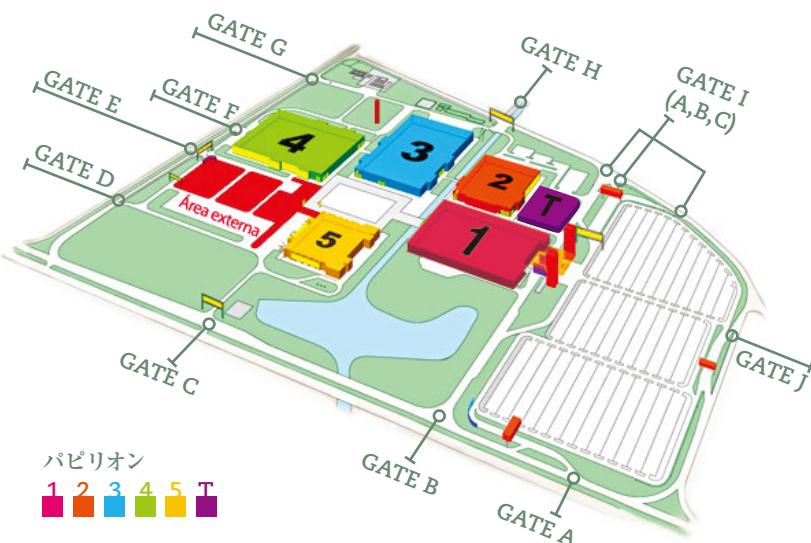 GATE G
GATE H
GATE I
(A,B,C)
GATE E
GATE F
GATE D
4
3
2
T
Área externa
5
1
GATE C
GATE J
GATE B
GATE A
パピリオン
1 2 3 4 5 T